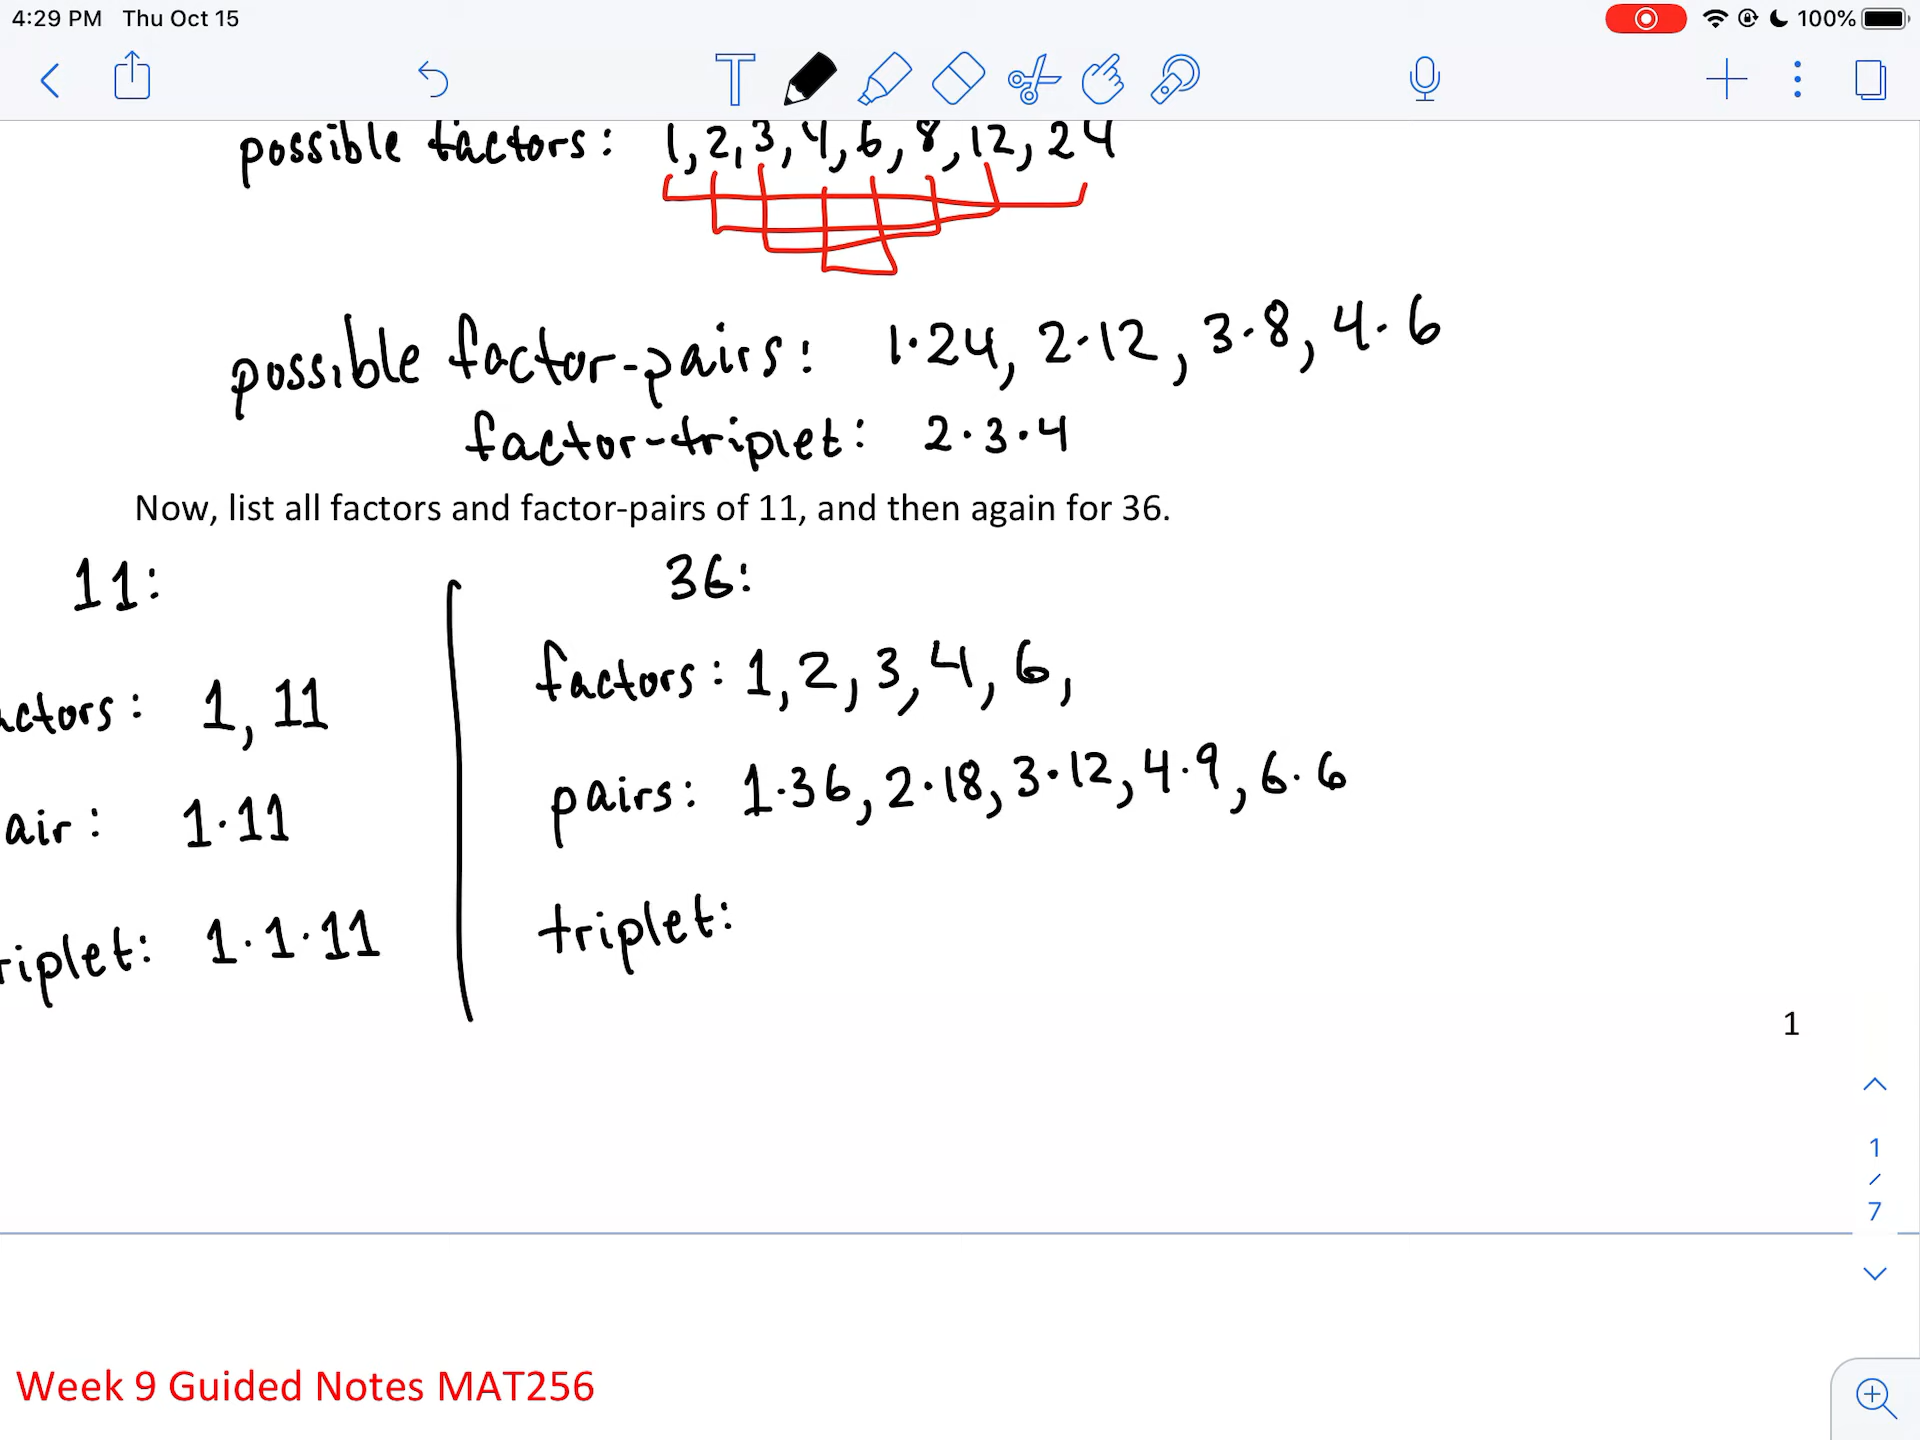 4:29 PM Thu Oct 15
100%
possible factors: 1, 2, 3, 4, 6, 8, 12, 24
possible factor-pairs: 1·24, 2·12, 3·8, 4·6
factor-triplet: 2·3·4
Now, list all factors and factor-pairs of 11, and then again for 36.
11:
actors: 1, 11
air: 1·11
riplet: 1·1·11
36:
factors: 1, 2, 3, 4, 6,
pairs: 1·36, 2·18, 3·12, 4·9, 6·6
triplet:
1
1
/
7
Week 9 Guided Notes MAT256